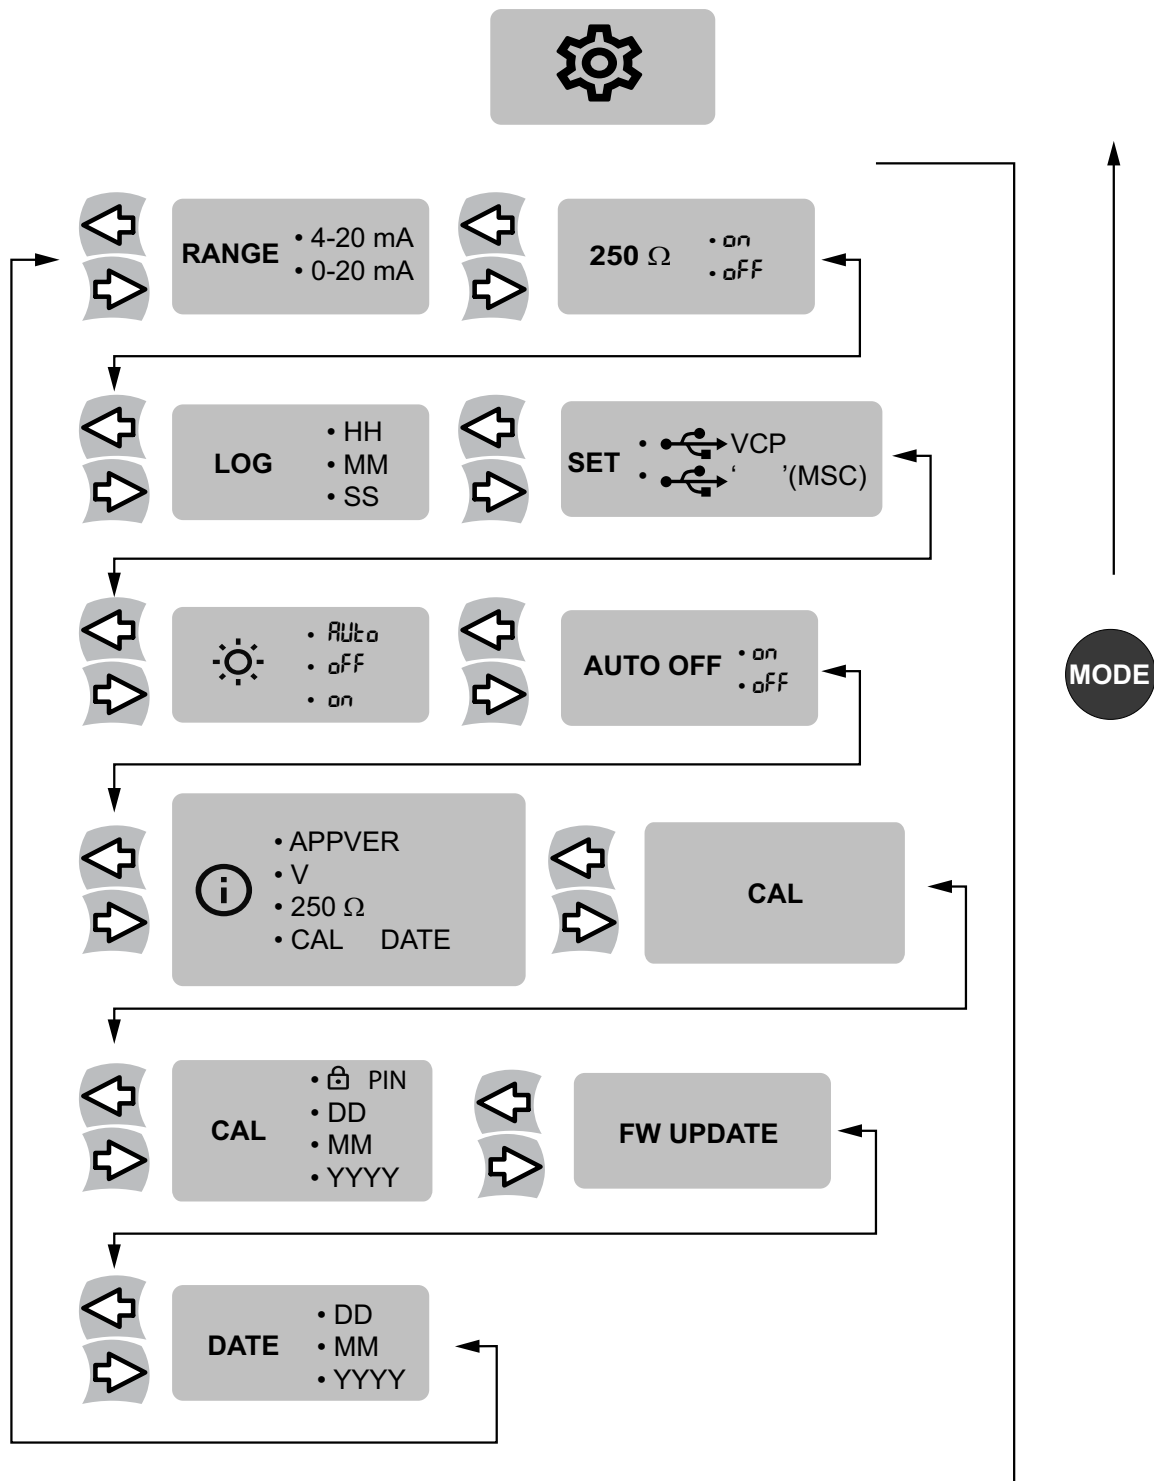 RANGE
• 4-20 mA
• 0-20 mA
250 Ω
• on
• oFF
LOG
• HH
• MM
• SS
SET
• VCP
• ‘ ’(MSC)
• AUto
• oFF
• on
AUTO OFF
• on
• oFF
MODE
i
• APPVER
• V
• 250 Ω
• CAL DATE
CAL
CAL
• PIN
• DD
• MM
• YYYY
FW UPDATE
DATE
• DD
• MM
• YYYY